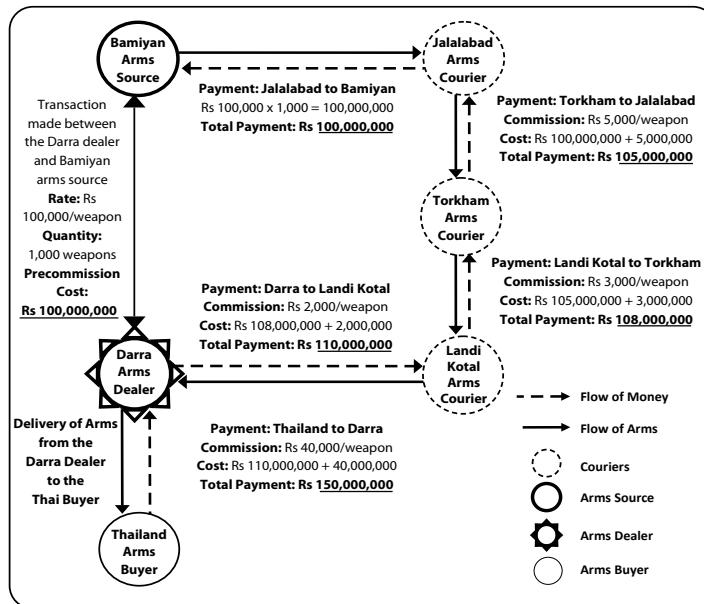 Bamiyan
Arms
Source
Jalalabad
Arms
Courier
Payment: Jalalabad to Bamiyan
Rs 100,000 x 1,000 = 100,000,000
Total Payment: Rs 100,000,000
Payment: Torkham to Jalalabad
Commission: Rs 5,000/weapon
Cost: Rs 100,000,000 + 5,000,000
Total Payment: Rs 105,000,000
Transaction
made between
the Darra dealer
and Bamiyan
arms source
Rate: Rs
100,000/weapon
Quantity:
1,000 weapons
Precommission
Cost:
Rs 100,000,000
Torkham
Arms
Courier
Payment: Landi Kotal to Torkham
Commission: Rs 3,000/weapon
Cost: Rs 105,000,000 + 3,000,000
Total Payment: Rs 108,000,000
Payment: Darra to Landi Kotal
Commission: Rs 2,000/weapon
Cost: Rs 108,000,000 + 2,000,000
Total Payment: Rs 110,000,000
Darra
Arms
Dealer
Landi
Kotal
Arms
Courier
Delivery of Arms
from the
Darra Dealer
to the
Thai Buyer
Payment: Thailand to Darra
Commission: Rs 40,000/weapon
Cost: Rs 110,000,000 + 40,000,000
Total Payment: Rs 150,000,000
Thailand
Arms
Buyer
Flow of Money
Flow of Arms
Couriers
Arms Source
Arms Dealer
Arms Buyer